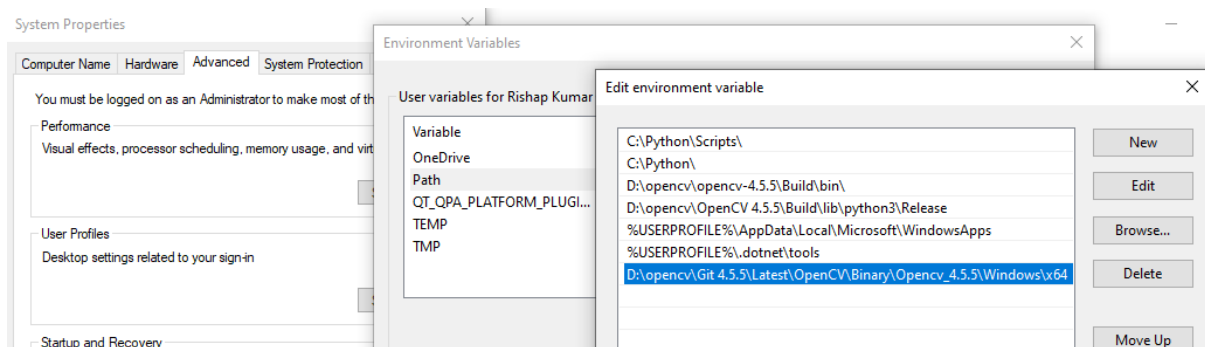 System Properties
Computer Name Hardware Advanced System Protection
You must be logged on as an Administrator to make most of th
Performance
Visual effects, processor scheduling, memory usage, and virt
User Profiles
Desktop settings related to your sign-in
Startup and Recovery
Environment Variables
User variables for Rishap Kumar
Variable
OneDrive
Path
QT_QPA_PLATFORM_PLUGI...
TEMP
TMP
Edit environment variable
C:\Python\Scripts\
C:\Python\
D:\opencv\opencv-4.5.5\Build\bin\
D:\opencv\OpenCV 4.5.5\Build\lib\python3\Release
%USERPROFILE%\AppData\Local\Microsoft\WindowsApps
%USERPROFILE%\.dotnet\tools
D:\opencv\Git 4.5.5\Latest\OpenCV\Binary\Opencv_4.5.5\Windows\x64
New
Edit
Browse...
Delete
Move Up